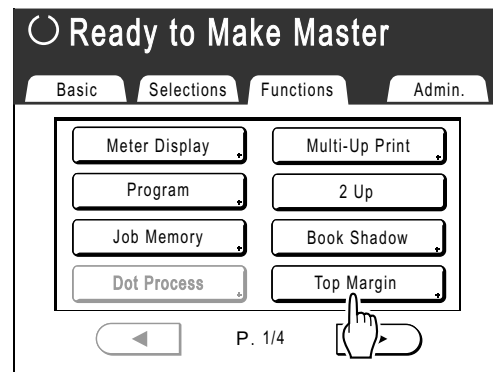 Ready to Make Master
Basic Selections Functions Admin.
Meter Display Multi-Up Print
Program 2 Up
Job Memory Book Shadow
Dot Process Top Margin
P. 1/4